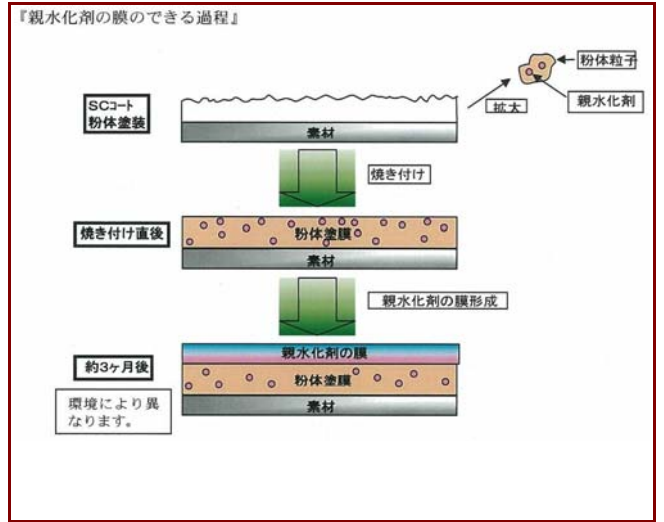 『親水化剤の膜のできる過程』
粉体粒子
親水化剤
拡大
SCコート
粉体塗装
素材
焼き付け
焼き付け直後
粉体塗膜
素材
親水化剤の膜形成
約3ヶ月後
親水化剤の膜
粉体塗膜
素材
環境により異
なります。